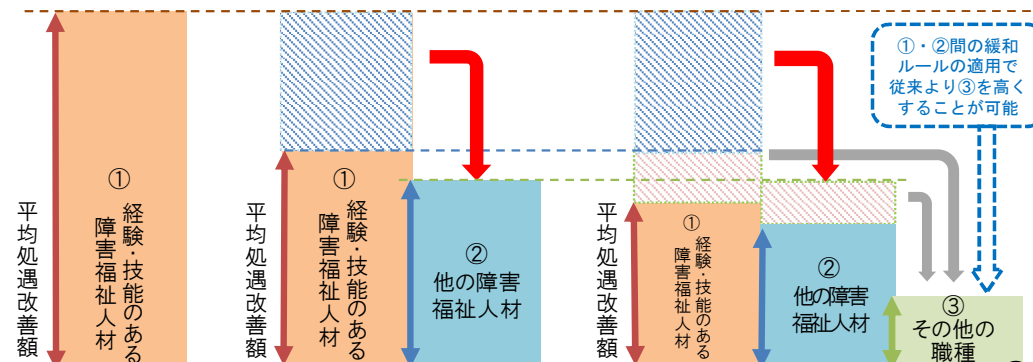 平均処遇改善額
①
経験・技能のある
障害福祉人材
平均処遇改善額
①
経験・技能のある
障害福祉人材
②
他の障害
福祉人材
平均処遇改善額
①
経験・技能のある
障害福祉人材
②
他の障害
福祉人材
③
その他の
職種
①・②間の緩和
ルールの適用で
従来より③を高く
することが可能